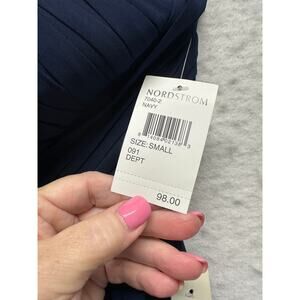 NORDSTROM
7040-2
NAVY
SIZE:SMALL
091
DEPT
98.00